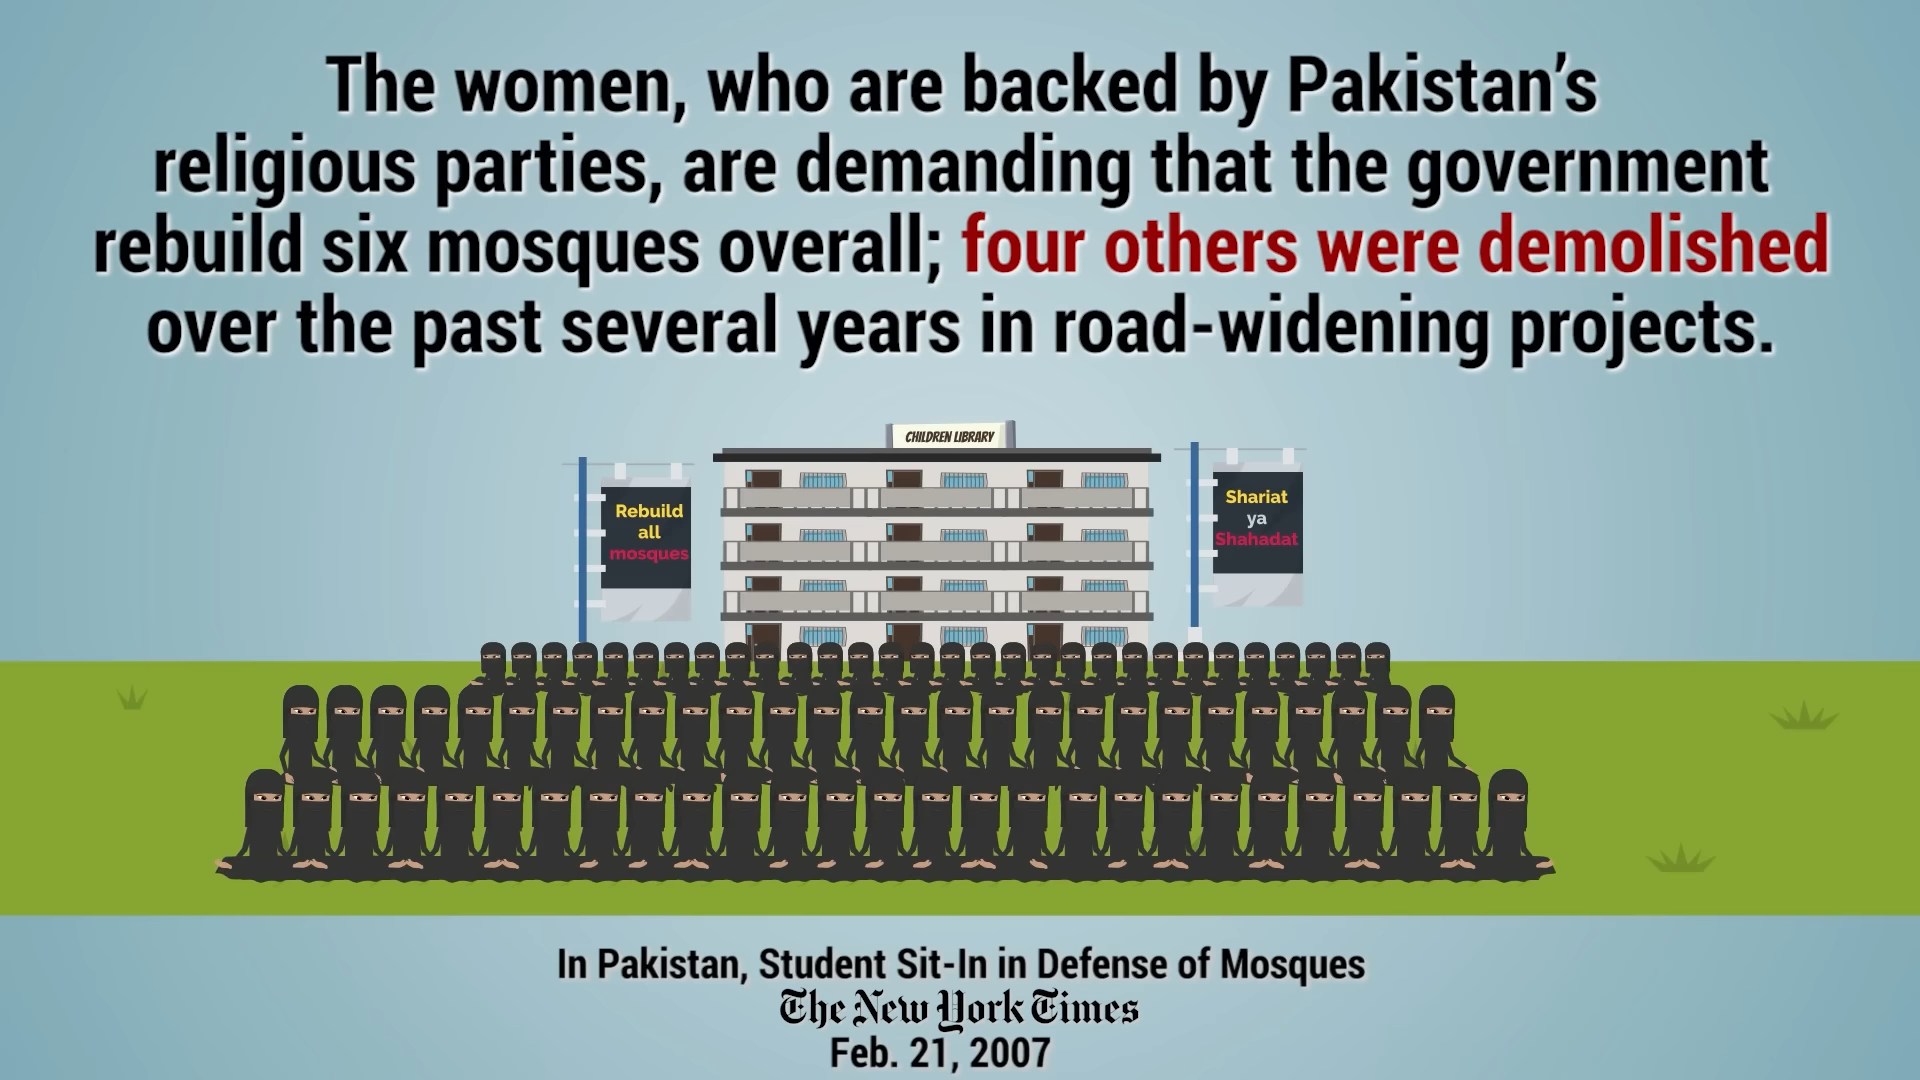 The women, who are backed by Pakistan’s
religious parties, are demanding that the government
rebuild six mosques overall; four others were demolished
over the past several years in road-widening projects.
CHILDREN LIBRARY
Rebuild
all
mosques
Shariat
ya
Shahadat
In Pakistan, Student Sit-In in Defense of Mosques
The New York Times
Feb. 21, 2007